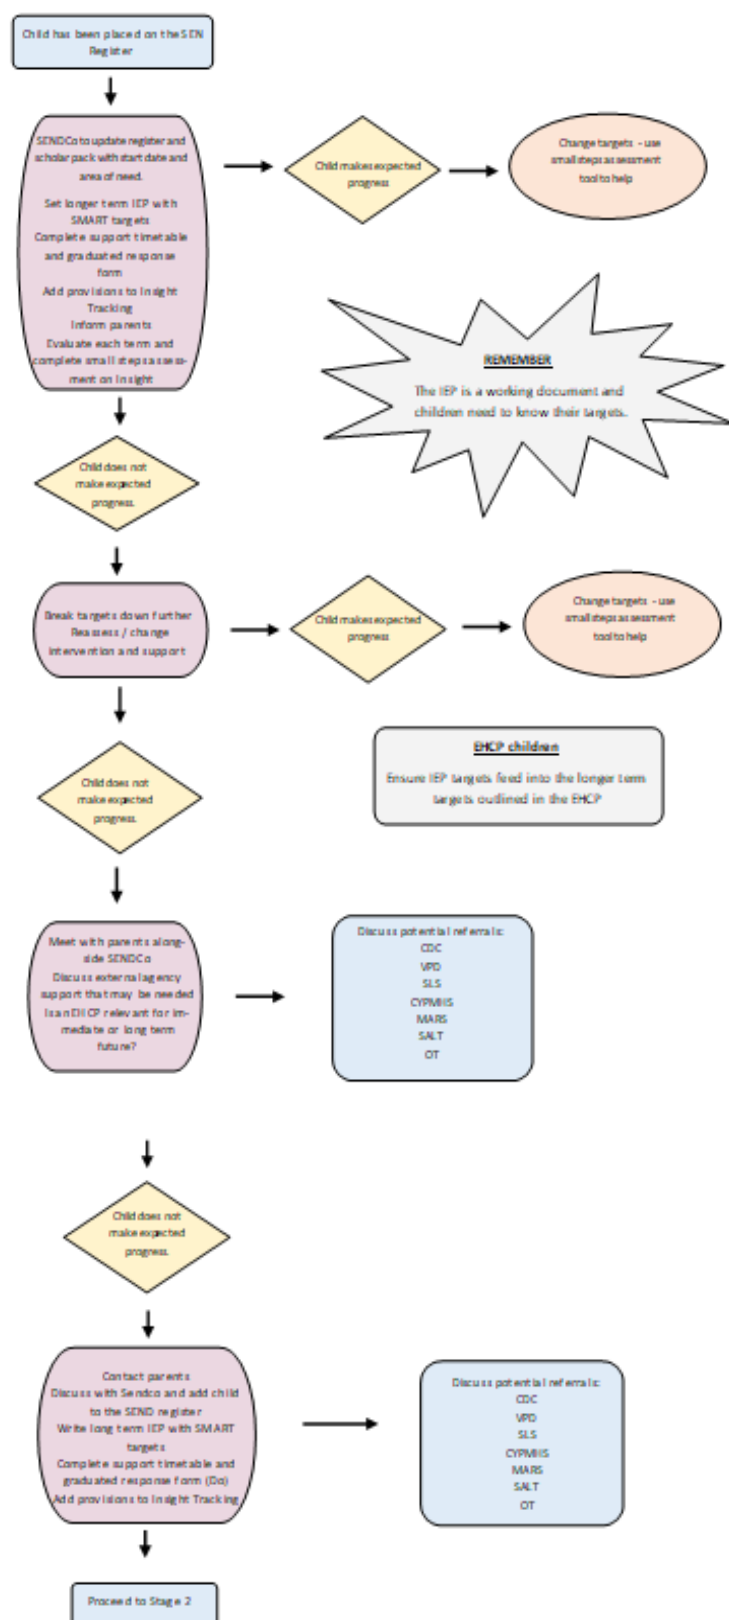 Child has been placed on the SEN
Register
SENDCo to update register and
scholar pack with start date and
area of need.
Set longer term IEP with
SMART targets
Complete support timetable
and graduated response
form
Add provisions to Insight
Tracking
Inform parents
Evaluate each term and
complete small steps assess-
ment on Insight
Child makes expected
progress
Change targets - use
small steps assessment
tool to help
REMEMBER
The IEP is a working document and
children need to know their targets.
Child does not
make expected
progress.
Break targets down further
Reassess / change
intervention and support
Child makes expected
progress
Change targets - use
small steps assessment
tool to help
EHCP children
Ensure IEP targets feed into the longer term
targets outlined in the EHCP
Child does not
make expected
progress.
Meet with parents along-
side SENDCo
Discuss external agency
support that may be needed
Is an EHCP relevant for im-
mediate or long term
future?
Discuss potential referrals:
CDC
VPD
SLS
CYPMHS
MARS
SALT
OT
Child does not
make expected
progress.
Contact parents
Discuss with Sendco and add child
to the SEND register
Write long term IEP with SMART
targets
Complete support timetable and
graduated response form (Do)
Add provisions to Insight Tracking
Discuss potential referrals:
CDC
VPD
SLS
CYPMHS
MARS
SALT
OT
Proceed to Stage 2